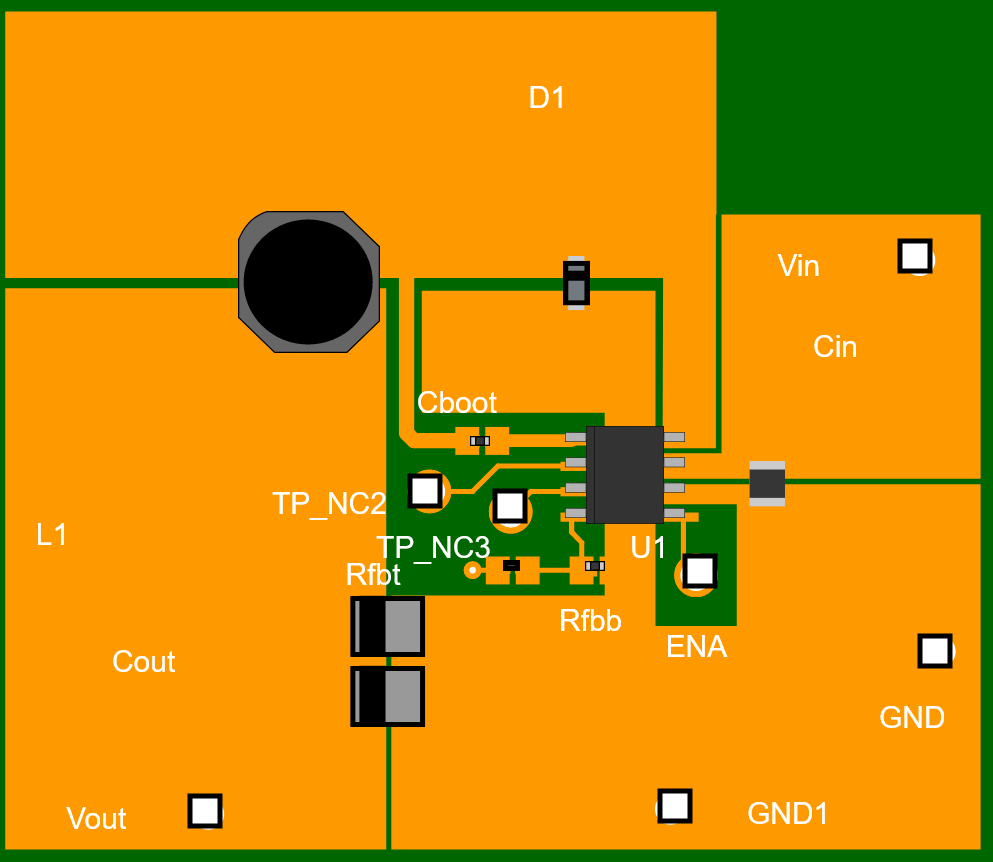 D1
Vin
Cin
Cboot
TP_NC2
L1
TP_NC3
U1
Rfbt
Rfbb
ENA
Cout
GND
Vout
GND1